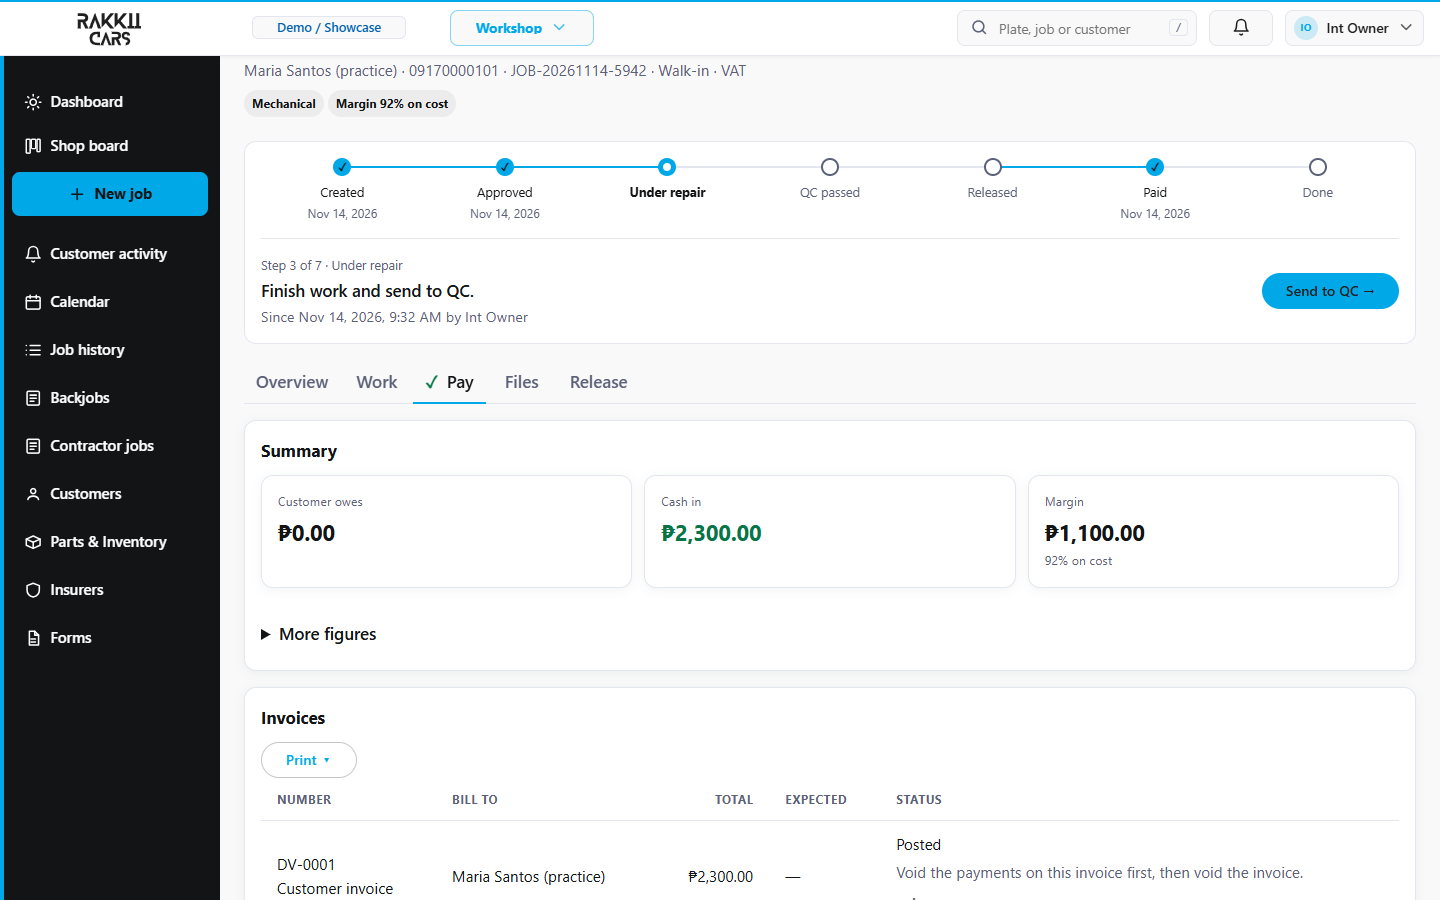 RAKKII
CARS
Demo / Showcase
Workshop
Plate, job or customer
/
IO
Int Owner
Dashboard
Shop board
+ New job
Customer activity
Calendar
Job history
Backjobs
Contractor jobs
Customers
Parts & Inventory
Insurers
Forms
Maria Santos (practice) · 09170000101 · JOB-20261114-5942 · Walk-in · VAT
Mechanical
Margin 92% on cost
Created
Nov 14, 2026
Approved
Nov 14, 2026
Under repair
QC passed
Released
Paid
Nov 14, 2026
Done
Step 3 of 7 · Under repair
Finish work and send to QC.
Since Nov 14, 2026, 9:32 AM by Int Owner
Send to QC →
Overview
Work
✓ Pay
Files
Release
Summary
Customer owes
₱0.00
Cash in
₱2,300.00
Margin
₱1,100.00
92% on cost
▶ More figures
Invoices
Print ▾
NUMBER BILL TO TOTAL EXPECTED STATUS
DV-0001
Customer invoice
Maria Santos (practice)
₱2,300.00
—
Posted
Void the payments on this invoice first, then void the invoice.